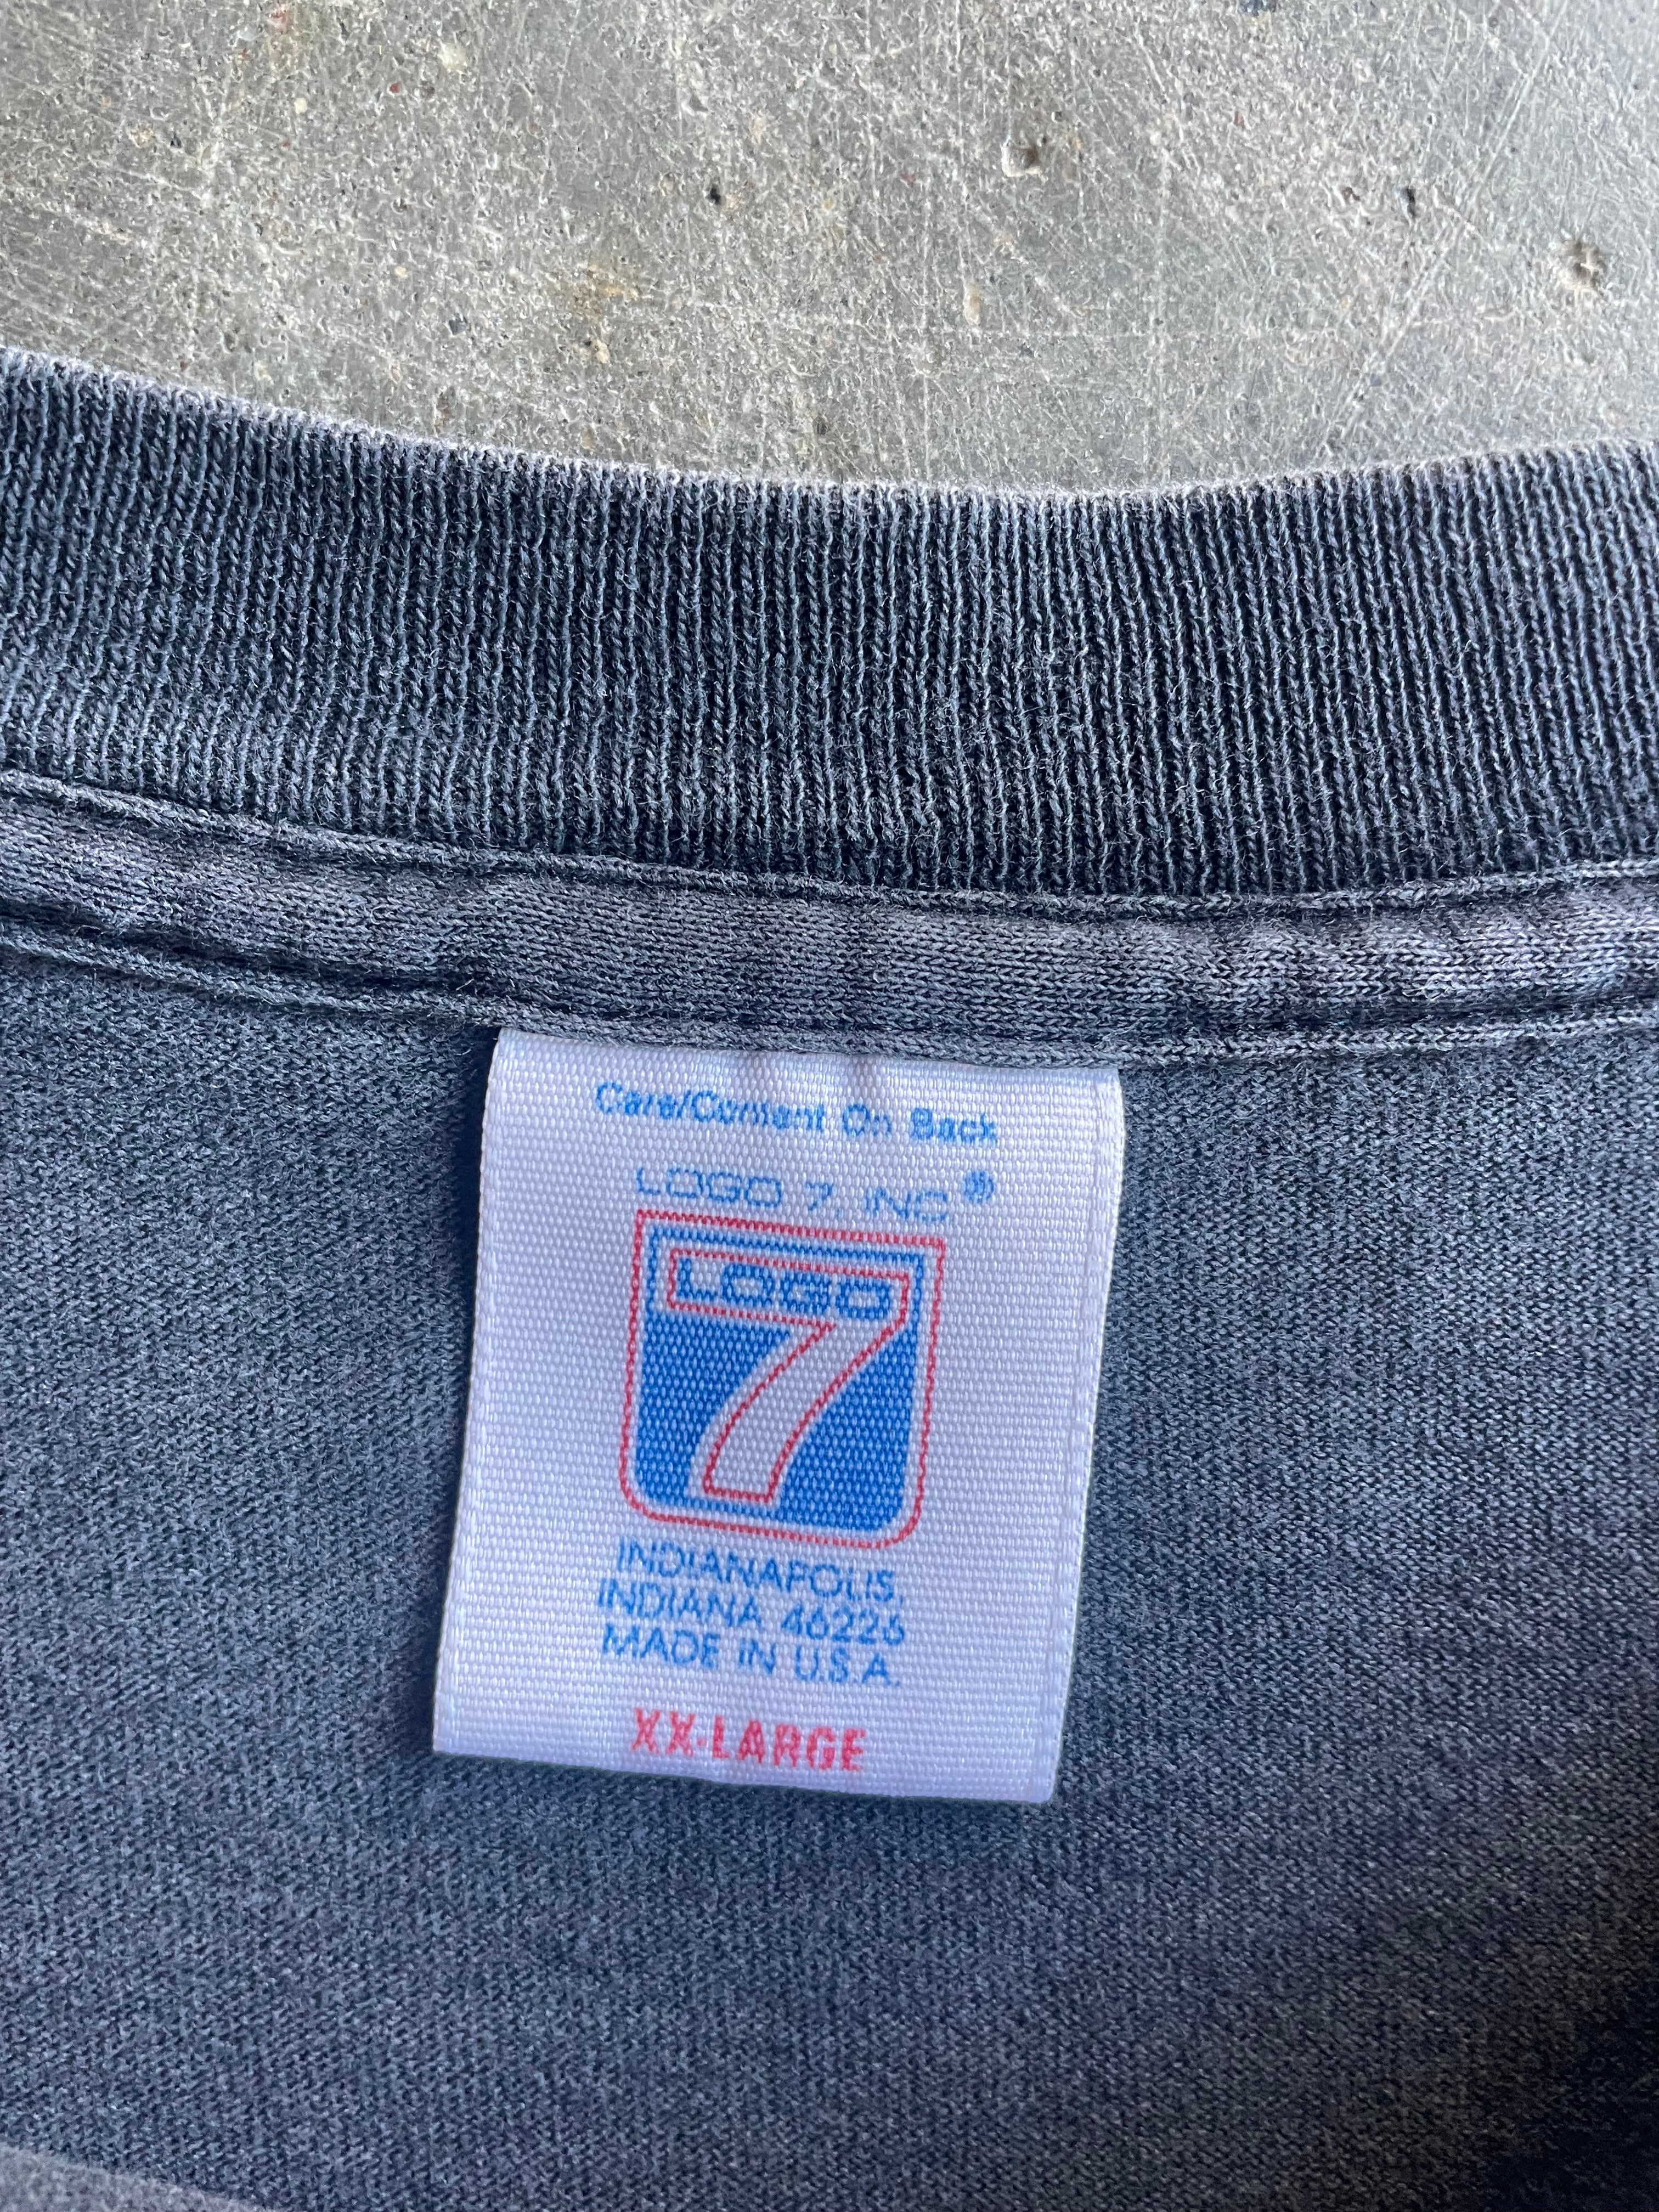 Care/Content On Back
LOGO 7, INC ®
LOGO
7
INDIANAPOLIS,
INDIANA 46226
MADE IN U.S.A.
XX-LARGE